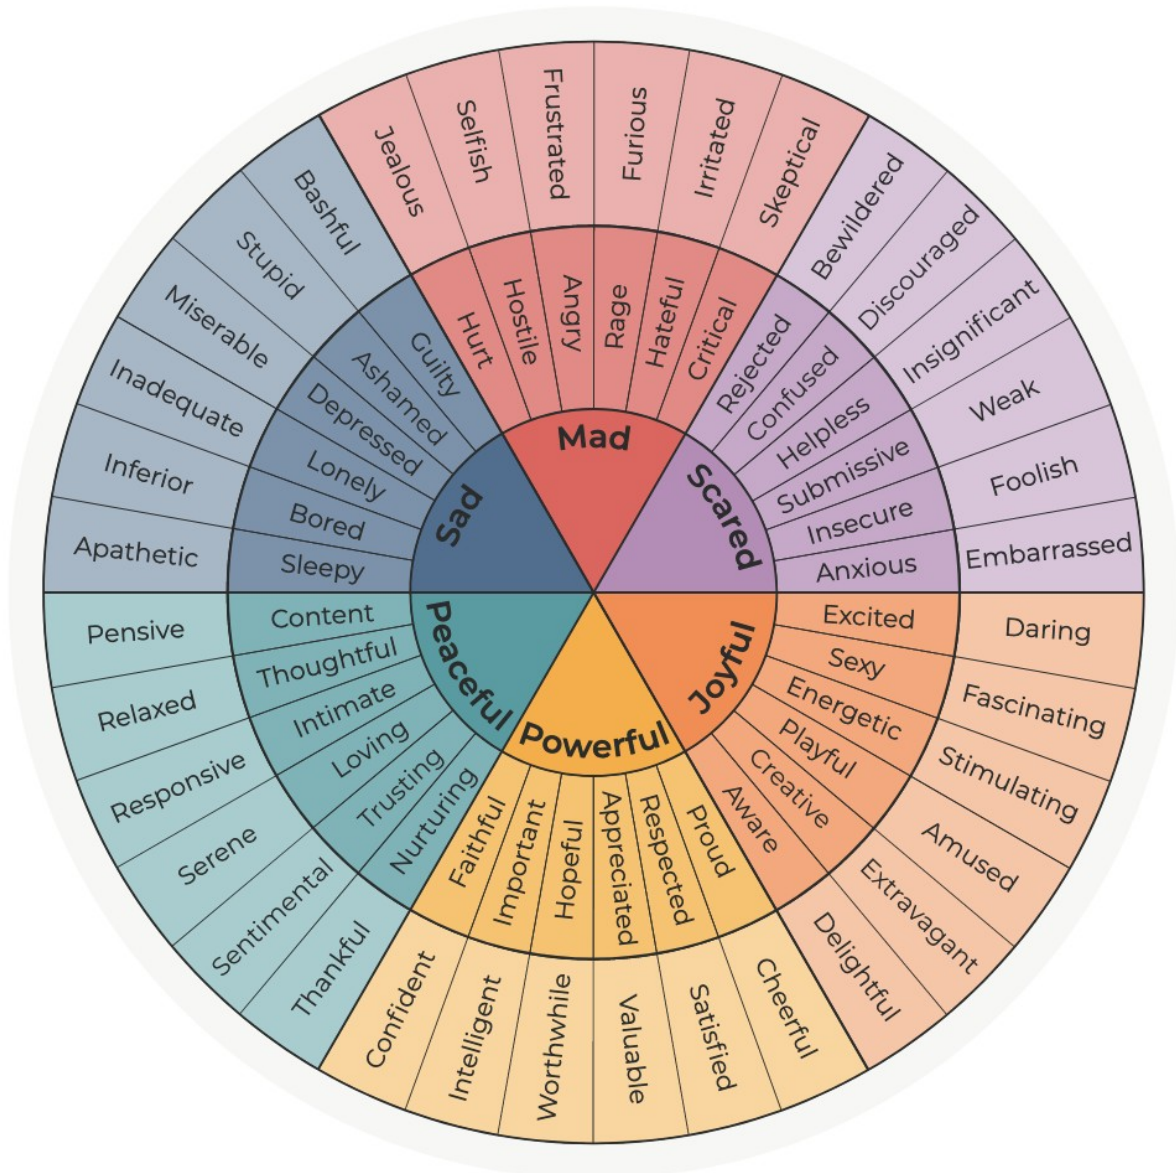 Mad
Scared
Joyful
Powerful
Peaceful
Sad
Hurt
Hostile
Angry
Rage
Hateful
Critical
Rejected
Confused
Helpless
Submissive
Insecure
Anxious
Excited
Sexy
Energetic
Playful
Creative
Aware
Proud
Respected
Appreciated
Hopeful
Important
Faithful
Nurturing
Trusting
Loving
Intimate
Thoughtful
Content
Sleepy
Bored
Lonely
Depressed
Ashamed
Guilty
Jealous
Selfish
Frustrated
Furious
Irritated
Skeptical
Bewildered
Discouraged
Insignificant
Weak
Foolish
Embarrassed
Daring
Fascinating
Stimulating
Amused
Extravagant
Delightful
Cheerful
Satisfied
Valuable
Worthwhile
Intelligent
Confident
Thankful
Sentimental
Serene
Responsive
Relaxed
Pensive
Apathetic
Inferior
Inadequate
Miserable
Stupid
Bashful